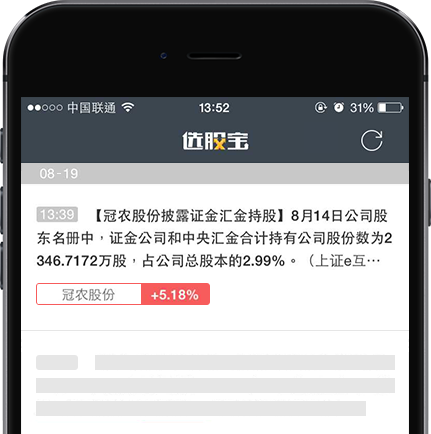 中国联通 13:52 31%
选股宝
08-19
13:39 【冠农股份披露证金汇金持股】8月14日公司股
东名册中，证金公司和中央汇金合计持有公司股份数为2
346.7172万股，占公司总股本的2.99%。（上证e互…
冠农股份 +5.18%